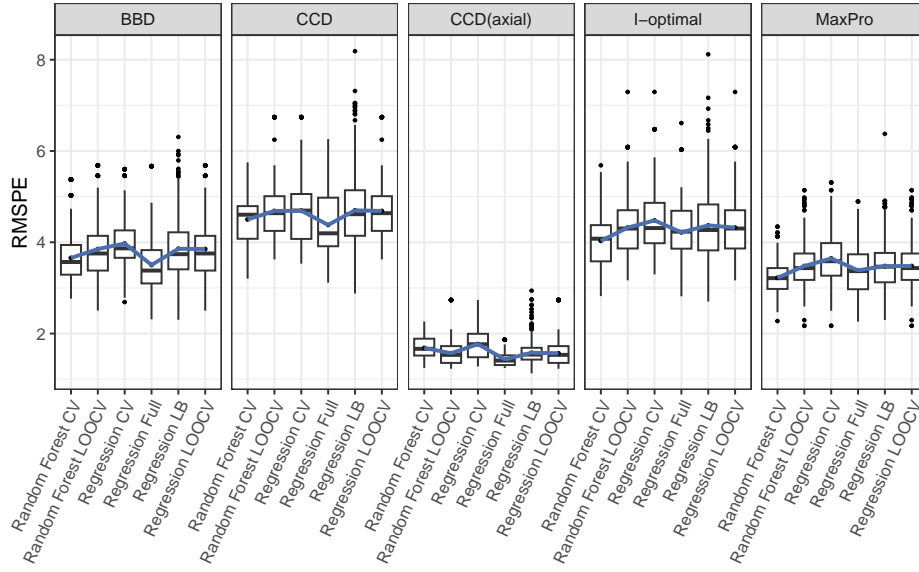 BBD
CCD
CCD(axial)
I−optimal
MaxPro
RMSPE
8
6
4
2
Random Forest CV
Random Forest LOOCV
Regression CV
Regression Full
Regression LB
Regression LOOCV
Random Forest CV
Random Forest LOOCV
Regression CV
Regression Full
Regression LB
Regression LOOCV
Random Forest CV
Random Forest LOOCV
Regression CV
Regression Full
Regression LB
Regression LOOCV
Random Forest CV
Random Forest LOOCV
Regression CV
Regression Full
Regression LB
Regression LOOCV
Random Forest CV
Random Forest LOOCV
Regression CV
Regression Full
Regression LB
Regression LOOCV